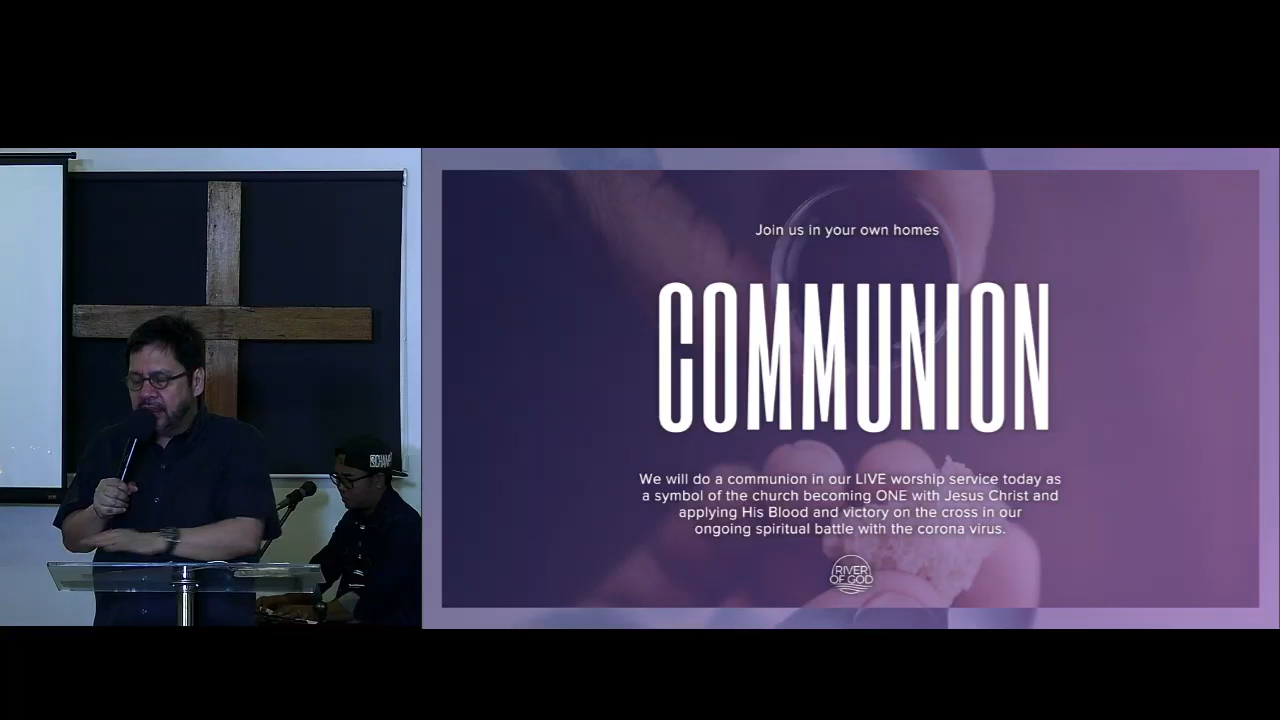 Join us in your own homes
COMMUNION
We will do a communion in our LIVE worship service today as
a symbol of the church becoming ONE with Jesus Christ and
applying His Blood and victory on the cross in our
ongoing spiritual battle with the corona virus.
RIVER
OF GOD